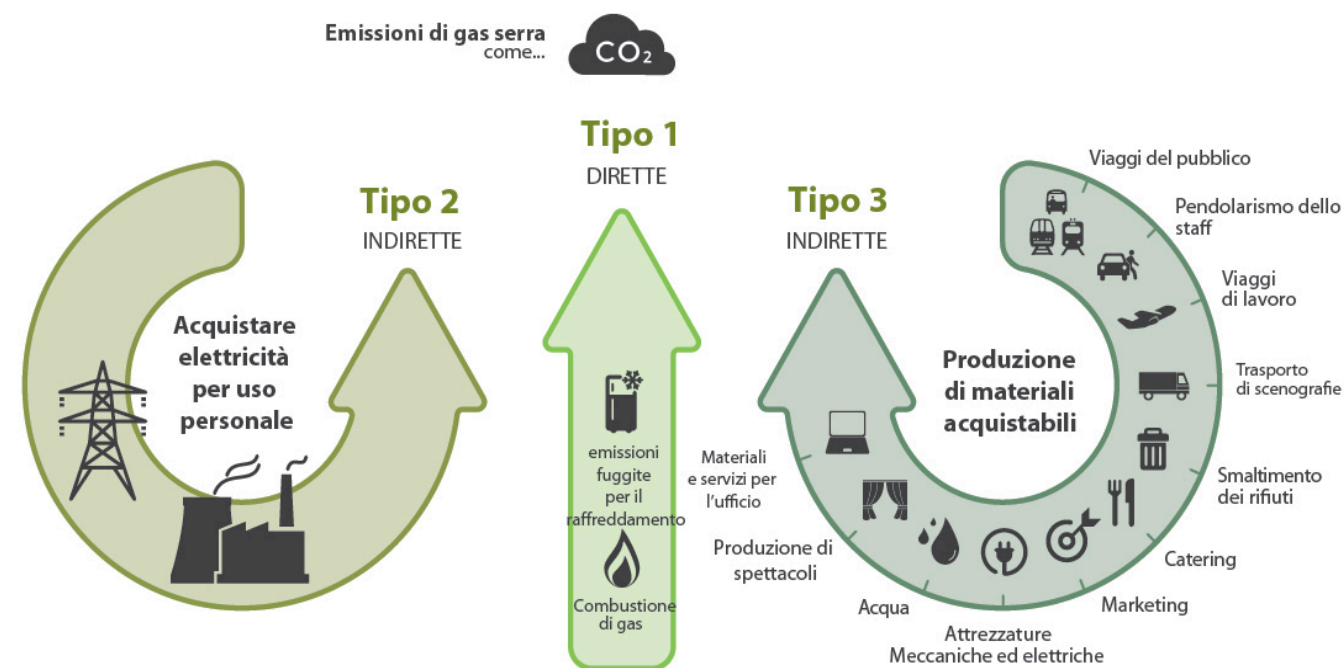 Emissioni di gas serra
come...
CO2
Tipo 1
DIRETTE
Tipo 2
INDIRETTE
Tipo 3
INDIRETTE
Acquistare
elettricità
per uso
personale
emissioni
fuggite
per il
raffreddamento
Combustione
di gas
Produzione
di materiali
acquistabili
Viaggi del pubblico
Pendolarismo dello
staff
Viaggi
di lavoro
Trasporto
di scenografie
Smaltimento
dei rifiuti
Catering
Marketing
Attrezzature
Meccaniche ed elettriche
Acqua
Produzione di
spettacoli
Materiali
e servizi per
l'ufficio